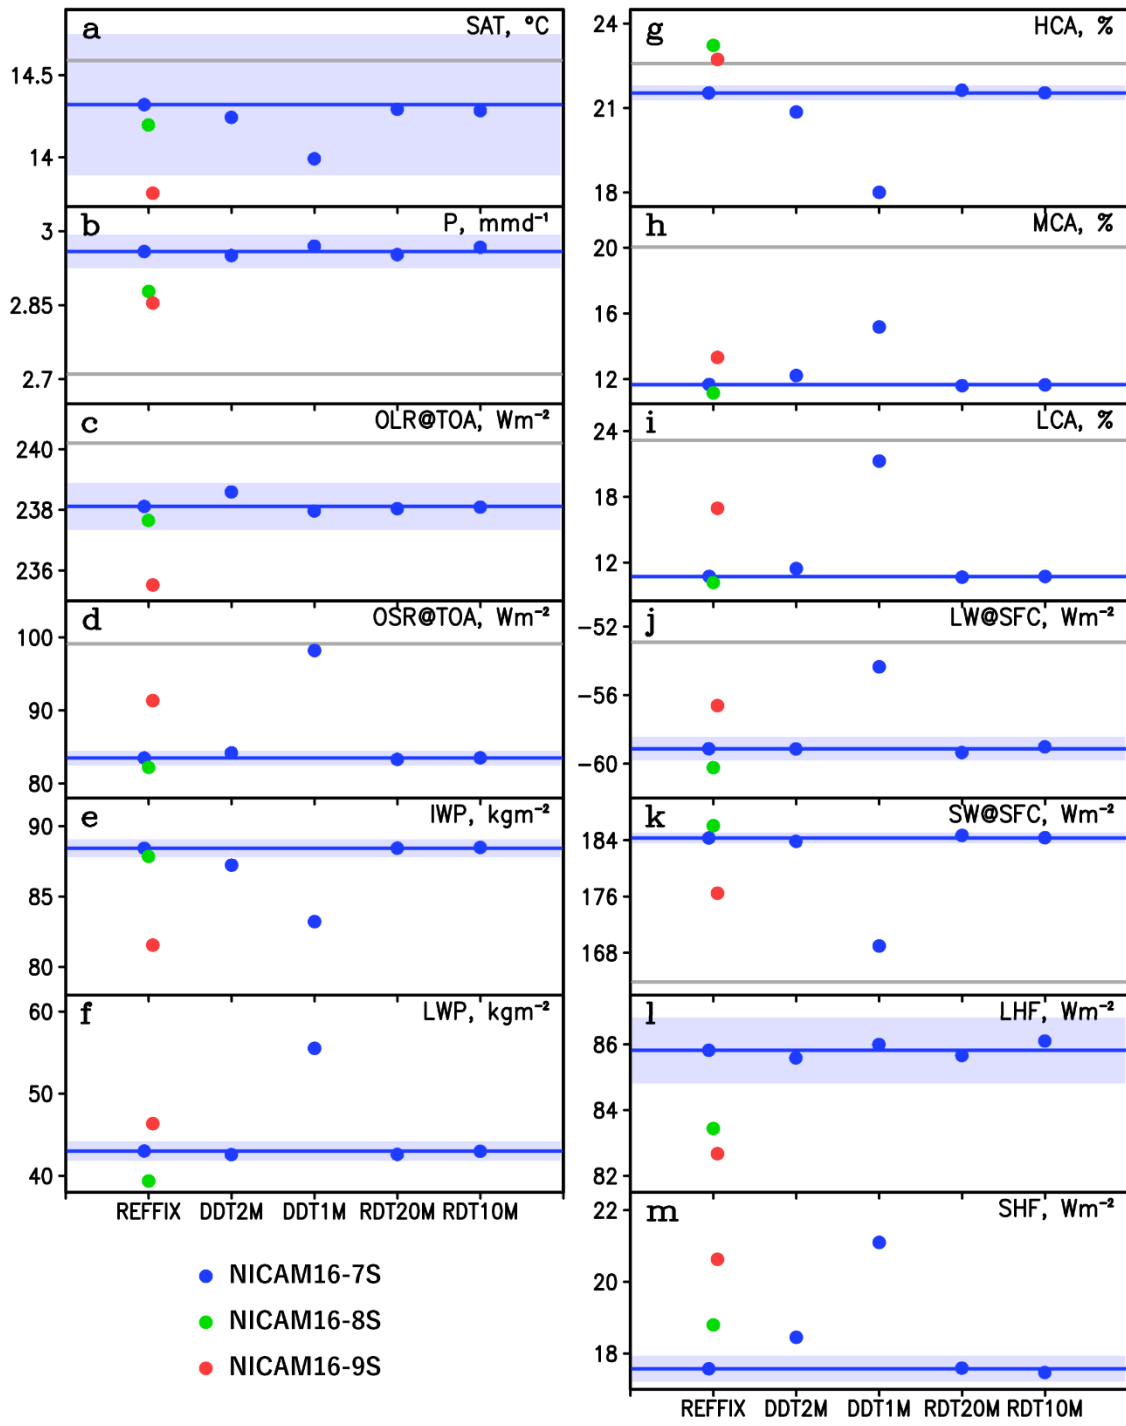 a SAT, °C
14.5
14
b P, mmd⁻¹
3
2.85
2.7
c OLR@TOA, Wm⁻²
240
238
236
d OSR@TOA, Wm⁻²
100
90
80
e IWP, kgm⁻²
90
85
80
f LWP, kgm⁻²
60
50
40
REFFIX DDT2M DDT1M RDT20M RDT10M
NICAM16-7S
NICAM16-8S
NICAM16-9S
g HCA, %
24
21
18
h MCA, %
20
16
12
i LCA, %
24
18
12
j LW@SFC, Wm⁻²
-52
-56
-60
k SW@SFC, Wm⁻²
184
176
168
l LHF, Wm⁻²
86
84
82
m SHF, Wm⁻²
22
20
18
REFFIX DDT2M DDT1M RDT20M RDT10M